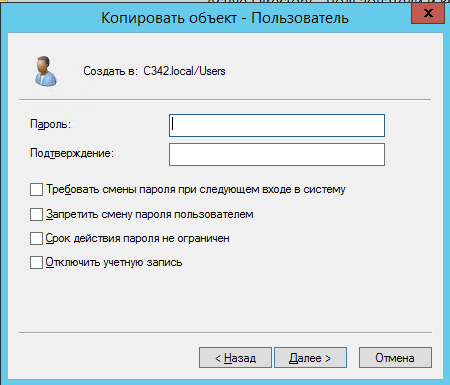 Копировать объект - Пользователь
x
Создать в: C342.local/Users
Пароль:
Подтверждение:
Требовать смены пароля при следующем входе в систему
Запретить смену пароля пользователем
Срок действия пароля не ограничен
Отключить учетную запись
< Назад Далее > Отмена